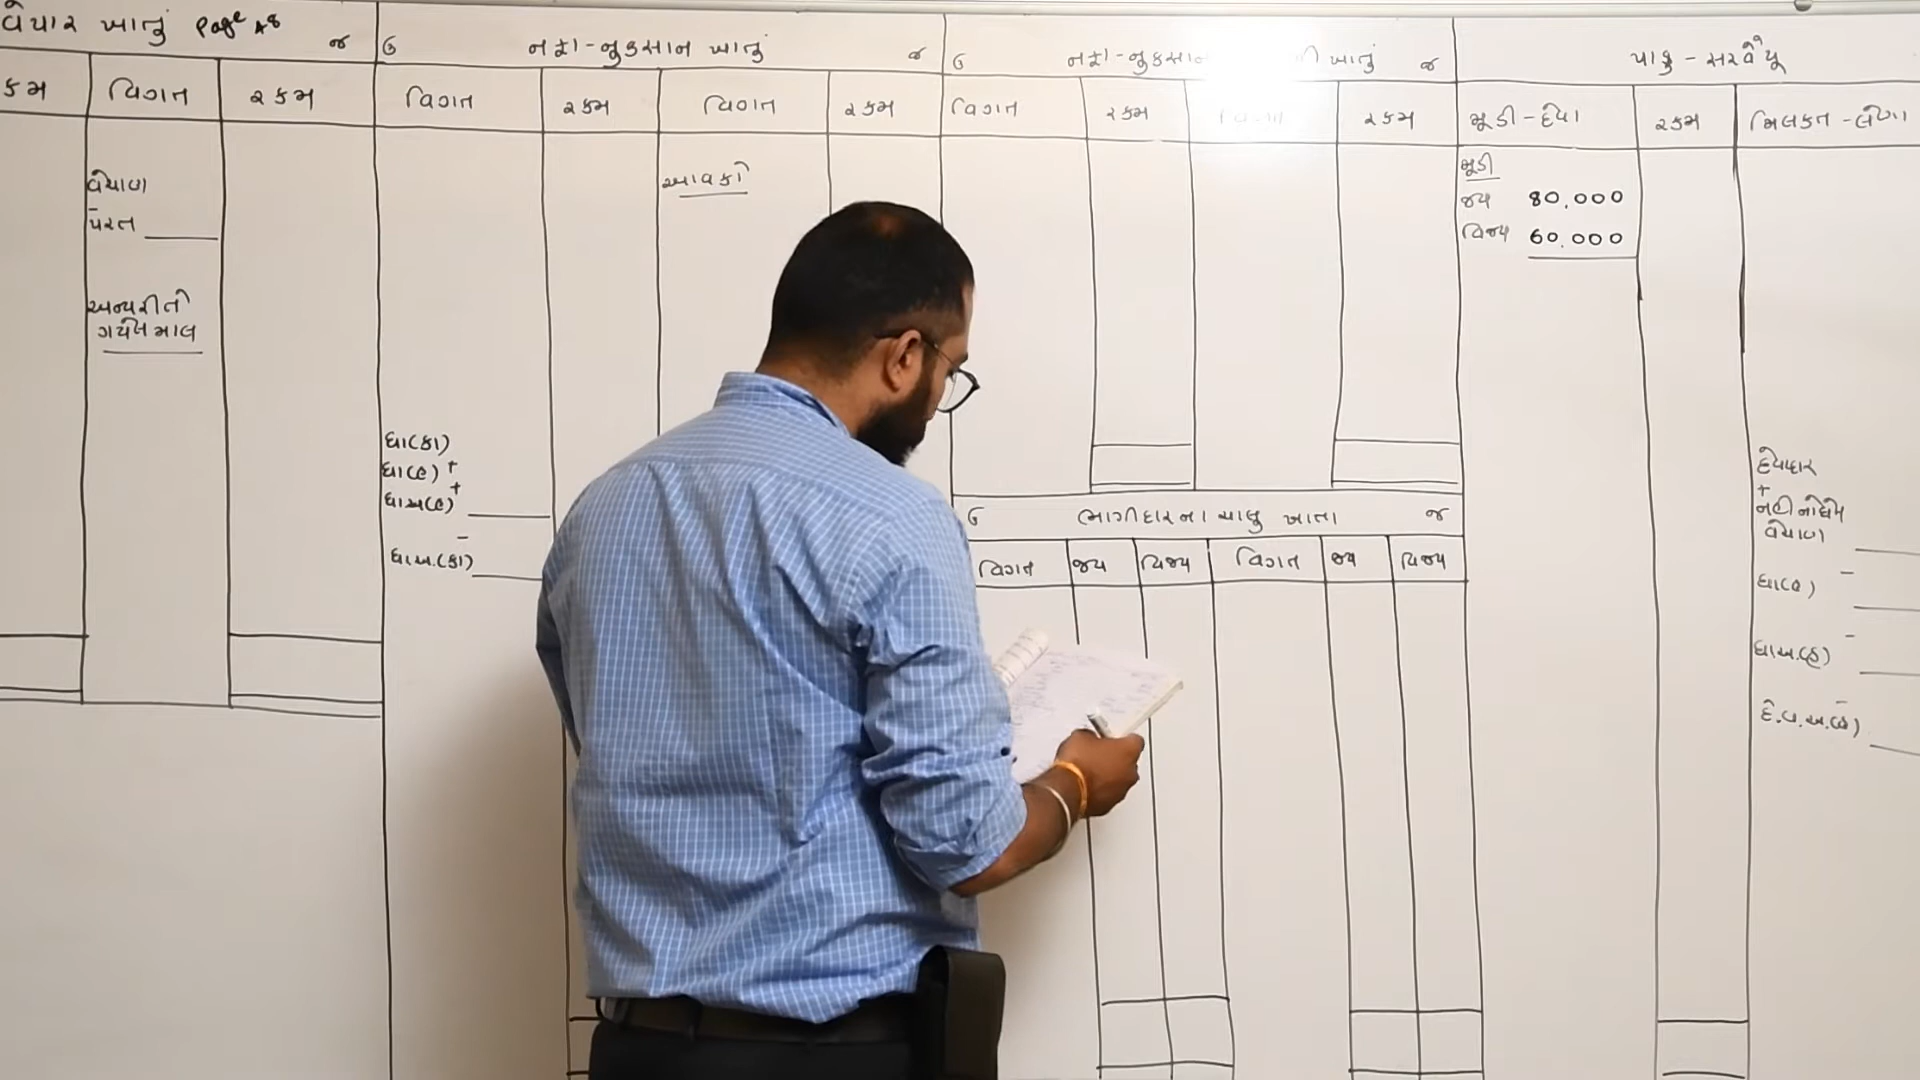 વેપાર ખાતું Page 48
જ
કમ
વિગત
રકમ
વેચાણ
- પરત
અન્યરીતે
ગયેલ માલ
ઉ નફા-નુકસાન ખાતું જ
વિગત
રકમ
વિગત
રકમ
આવકો
ઘા(કા)
ઘા(હ) +
ઘાઅ(હ) +
-
ઘા.અ.(કા)
ઉ નફા-નુકસાન ખાતું જ
વિગત
રકમ
રકમ
ઉ ભાગીદારના ચાલુ ખાતા જ
વિગત
જય
વિજય
વિગત
જય
વિજય
પાકુ - સરવૈયુ
મૂડી-દેવા
રકમ
મિલકત-લેણા
મૂડી
જય 80,000
વિજય 60,000
દેવાદાર
+
નહી નોધેલ
વેચાણ
-
ઘા(હ)
-
ઘા.અ.(હ)
-
દે.વ.અ.(હ)